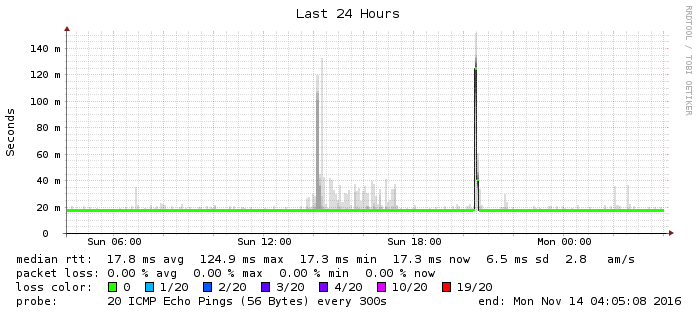 Last 24 Hours
RRDTOOL / TOBI OETIKER
Seconds
140 m
120 m
100 m
80 m
60 m
40 m
20 m
0
Sun 06:00 Sun 12:00 Sun 18:00 Mon 00:00
median rtt: 17.8 ms avg 124.9 ms max 17.3 ms min 17.3 ms now 6.5 ms sd 2.8 am/s
packet loss: 0.00 % avg 0.00 % max 0.00 % min 0.00 % now
loss color: 0 1/20 2/20 3/20 4/20 10/20 19/20
probe: 20 ICMP Echo Pings (56 Bytes) every 300s end: Mon Nov 14 04:05:08 2016